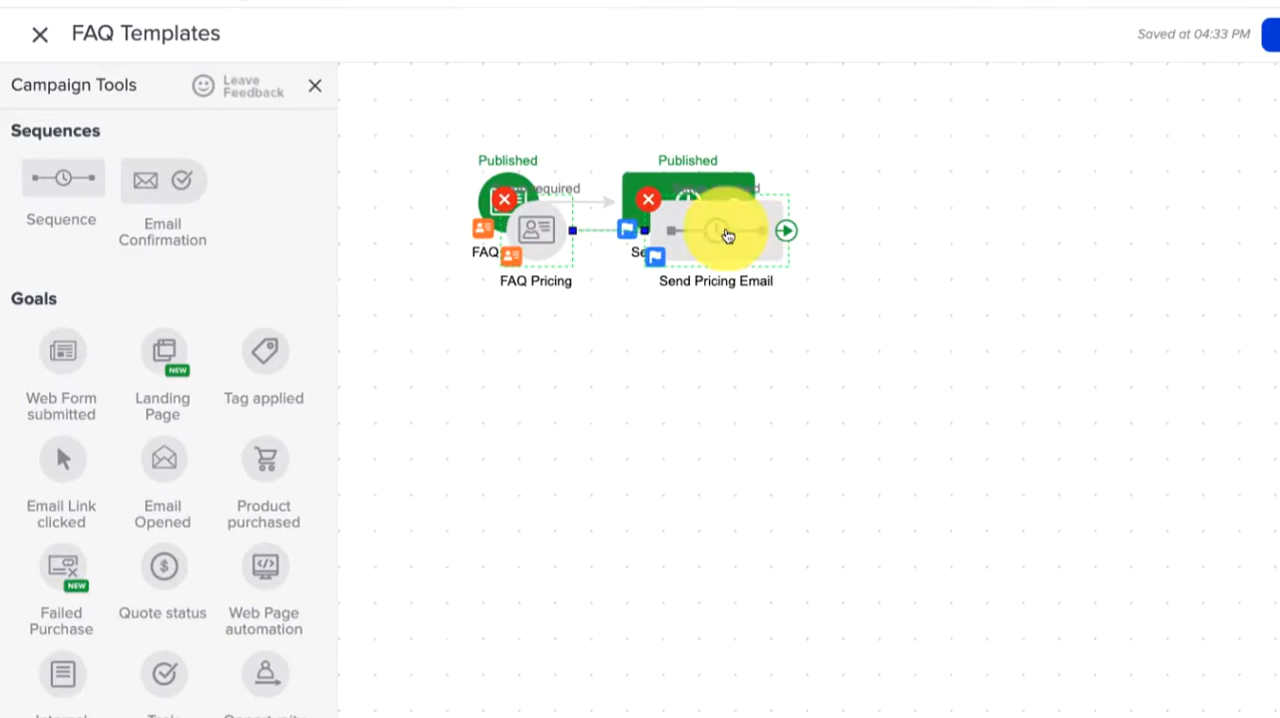 FAQ Templates
Saved at 04:33 PM
Campaign Tools
Leave
Feedback
Sequences
Sequence
Email
Confirmation
Goals
Web Form
submitted
Landing
Page
NEW
Tag applied
Email Link
clicked
Email
Opened
Product
purchased
Failed
Purchase
NEW
Quote status
Web Page
automation
Published
Published
FAQ
FAQ Pricing
Send Pricing Email